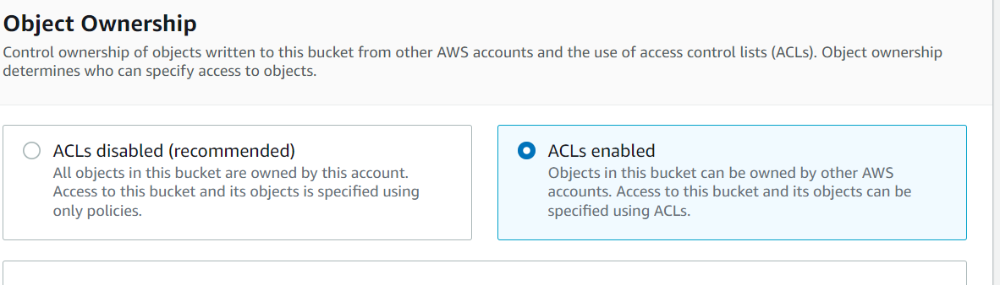 Object Ownership
Control ownership of objects written to this bucket from other AWS accounts and the use of access control lists (ACLs). Object ownership
determines who can specify access to objects.
ACLs disabled (recommended)
All objects in this bucket are owned by this account.
Access to this bucket and its objects is specified using
only policies.
ACLs enabled
Objects in this bucket can be owned by other AWS
accounts. Access to this bucket and its objects can be
specified using ACLs.